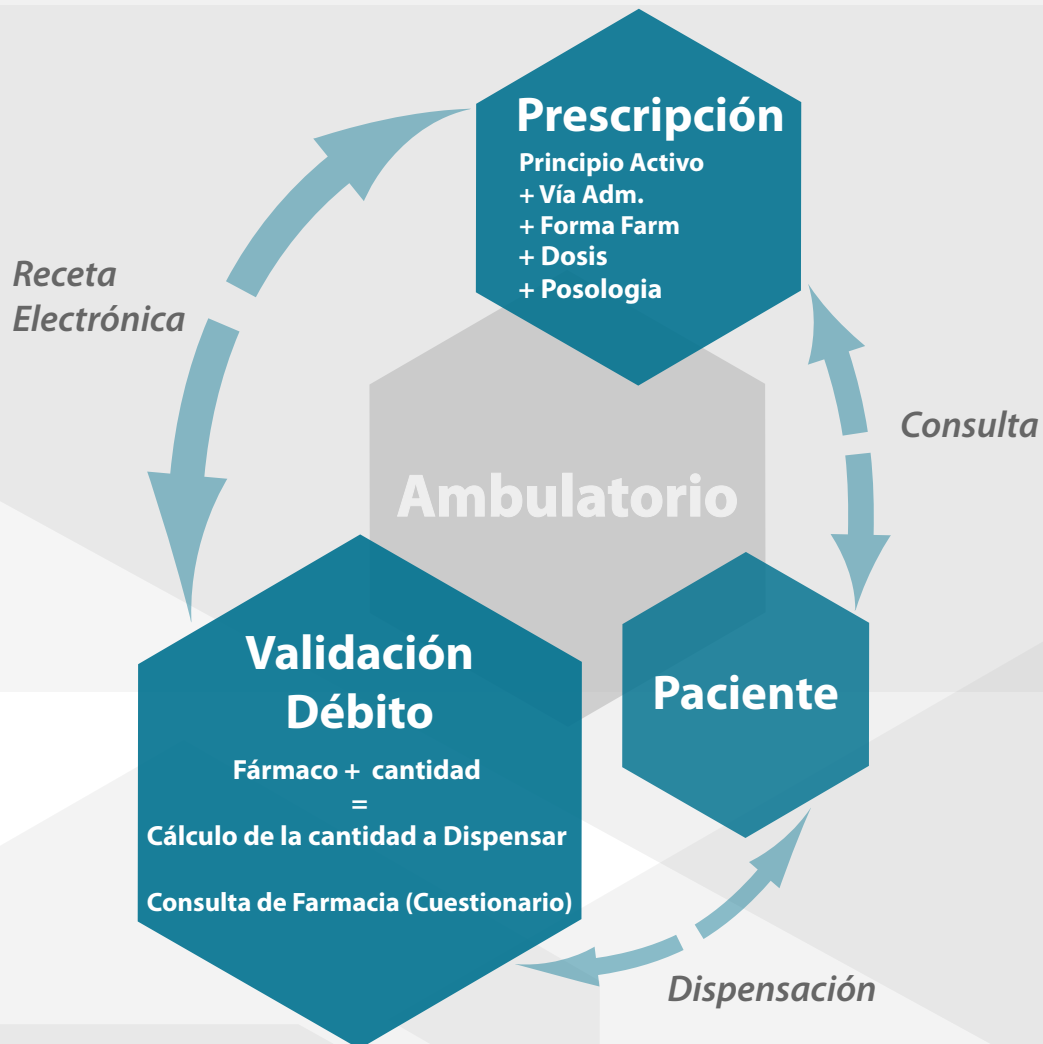 Prescripción
Principio Activo
+ Vía Adm.
+ Forma Farm
+ Dosis
+ Posologia
Receta
Electrónica
Consulta
Ambulatorio
Validación
Débito
Fármaco + cantidad
=
Cálculo de la cantidad a Dispensar
Consulta de Farmacia (Cuestionario)
Paciente
Dispensación